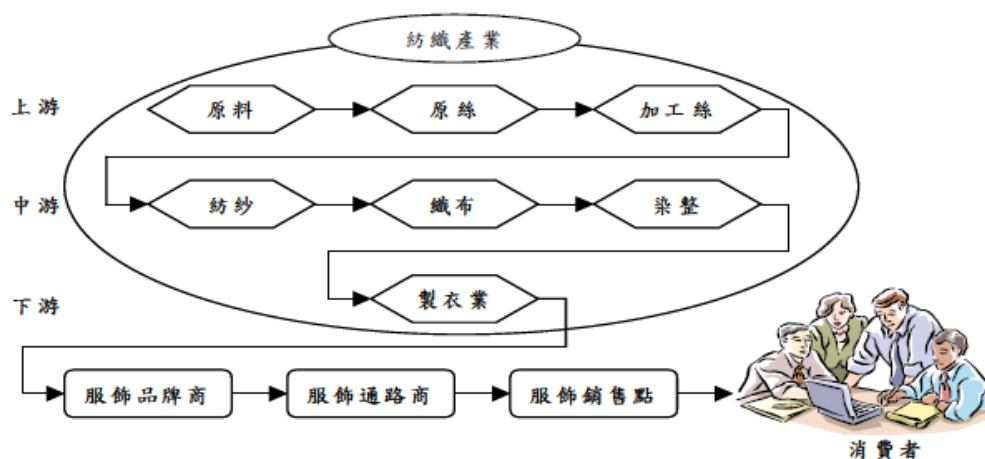 紡織產業
上游
原料
原絲
加工絲
中游
紡紗
織布
染整
下游
製衣業
服飾品牌商
服飾通路商
服飾銷售點
消費者